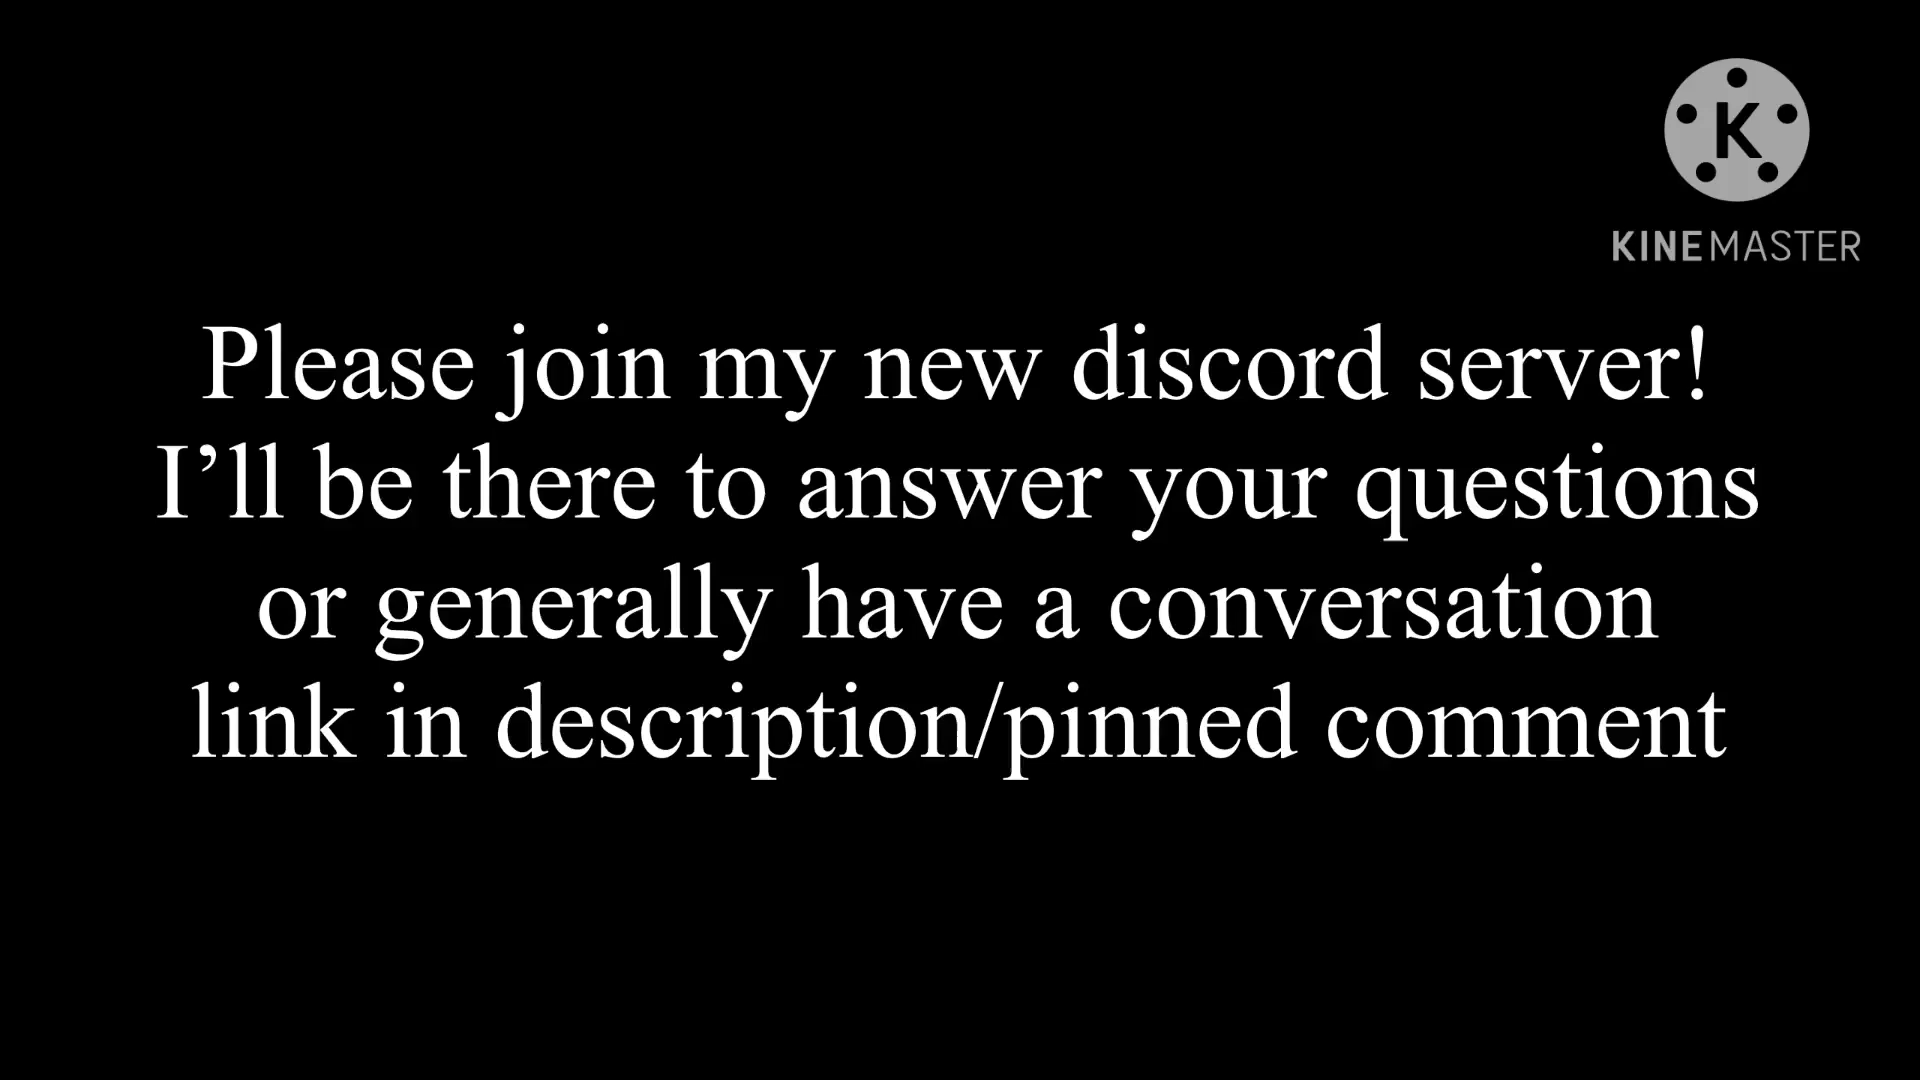 K
KINEMASTER
Please join my new discord server!
I’ll be there to answer your questions
or generally have a conversation
link in description/pinned comment